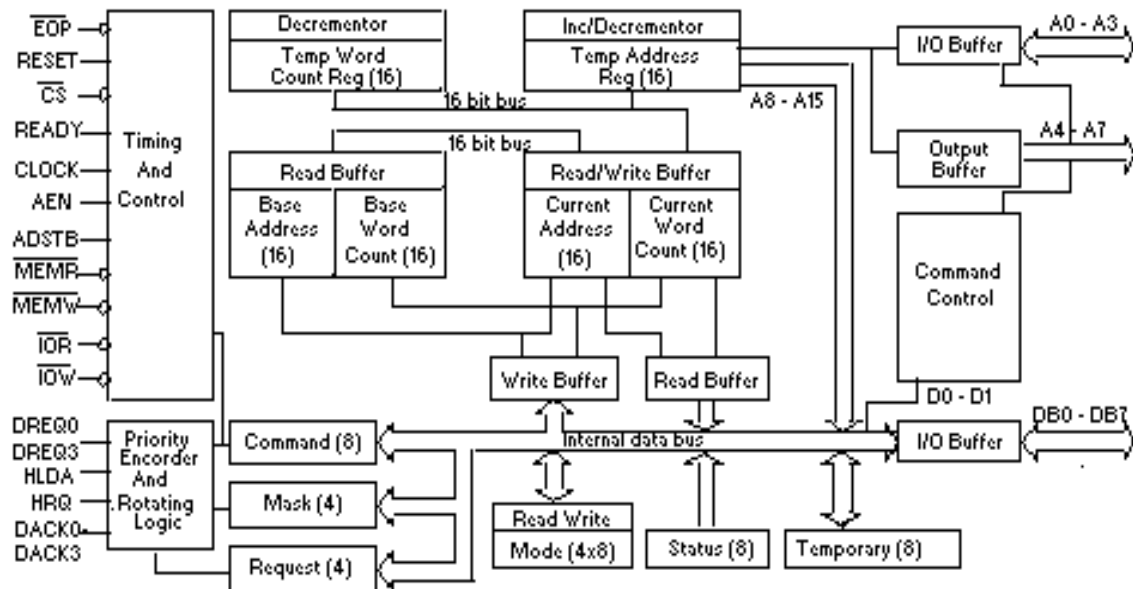 EOP
RESET
CS
READY
CLOCK
AEN
ADSTB
MEMR
MEMW
IOR
IOW
Timing
And
Control
DREQ0
DREQ3
HLDA
HRQ
DACK0
DACK3
Priority
Encorder
And
Rotating
Logic
Decrementor
Temp Word
Count Reg (16)
Inc/Decrementor
Temp Address
Reg (16)
16 bit bus
16 bit bus
A8 - A15
Read Buffer
Base
Address
(16)
Base
Word
Count (16)
Read/Write Buffer
Current
Address
(16)
Current
Word
Count (16)
Write Buffer
Read Buffer
I/O Buffer
A0 - A3
Output
Buffer
A4 - A7
Command
Control
D0 - D1
I/O Buffer
DB0 - DB7
Internal data bus
Command (8)
Mask (4)
Request (4)
Read Write
Mode (4x8)
Status (8)
Temporary (8)